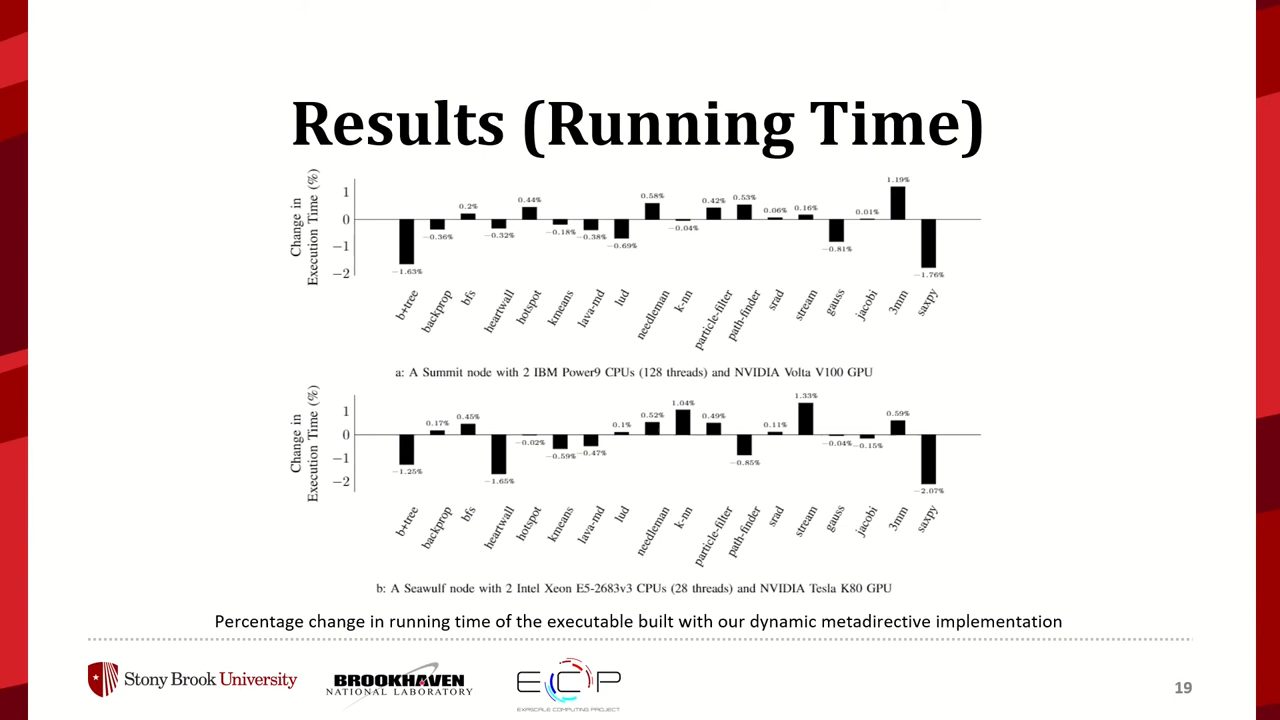 Results (Running Time)
Change in
Execution Time (%)
1
0
−1
−2
−1.63%
−0.36%
0.2%
−0.32%
0.44%
−0.18%
−0.38%
−0.69%
0.58%
−0.04%
0.42%
0.53%
0.06%
0.16%
−0.81%
0.01%
1.19%
−1.76%
b+tree
backprop
bfs
heartwall
hotspot
kmeans
lava-md
lud
needleman
k-nn
particle-filter
path-finder
srad
stream
gauss
jacobi
3mm
saxpy
a: A Summit node with 2 IBM Power9 CPUs (128 threads) and NVIDIA Volta V100 GPU
Change in
Execution Time (%)
1
0
−1
−2
−1.25%
0.17%
0.45%
−1.65%
−0.02%
−0.59%
−0.47%
0.1%
0.52%
1.04%
0.49%
−0.85%
0.11%
1.33%
−0.04%
−0.15%
0.59%
−2.07%
b+tree
backprop
bfs
heartwall
hotspot
kmeans
lava-md
lud
needleman
k-nn
particle-filter
path-finder
srad
stream
gauss
jacobi
3mm
saxpy
b: A Seawulf node with 2 Intel Xeon E5-2683v3 CPUs (28 threads) and NVIDIA Tesla K80 GPU
Percentage change in running time of the executable built with our dynamic metadirective implementation
Stony Brook University
BROOKHAVEN
NATIONAL LABORATORY
ECP
EXASCALE COMPUTING PROJECT
19